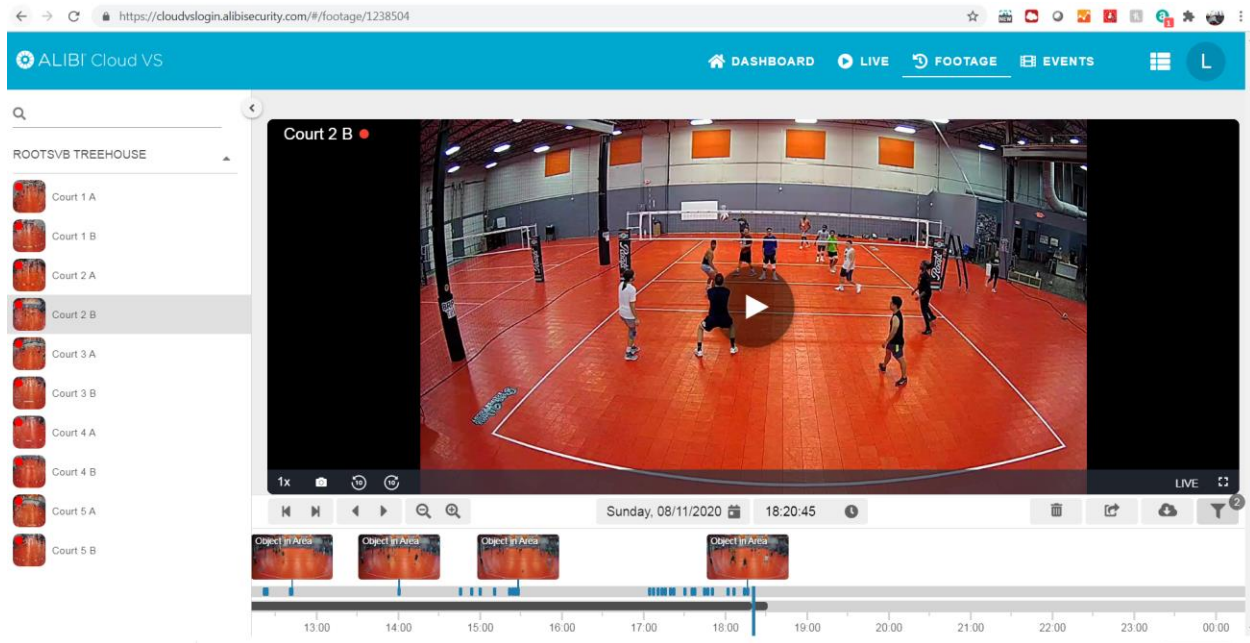 https://cloudvslogin.alibisecurity.com/#/footage/1238504
ALIBI Cloud VS
DASHBOARD
LIVE
FOOTAGE
EVENTS
L
ROOTSVB TREEHOUSE
Court 1 A
Court 1 B
Court 2 A
Court 2 B
Court 3 A
Court 3 B
Court 4 A
Court 4 B
Court 5 A
Court 5 B
Court 2 B
1x
10
10
LIVE
Sunday, 08/11/2020
18:20:45
2
Object in Area
Object in Area
Object in Area
Object in Area
13:00 14:00 15:00 16:00 17:00 18:00 19:00 20:00 21:00 22:00 23:00 00:00